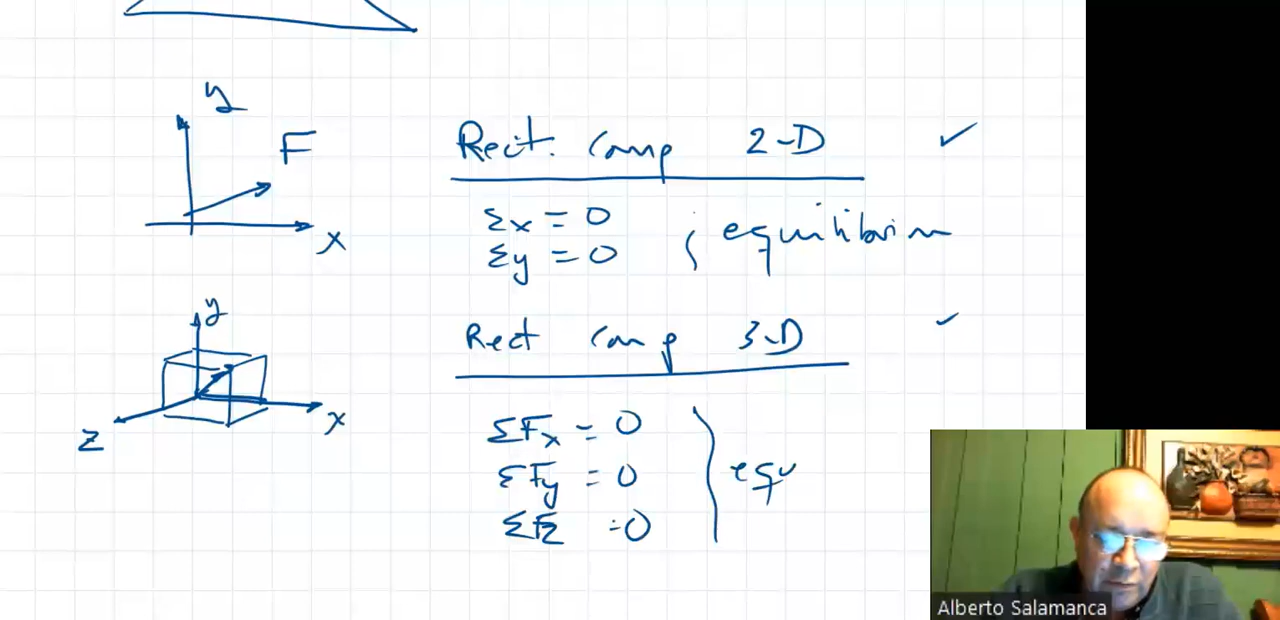 y
F
x
Rect. comp 2-D ✓
Σx = 0
Σy = 0 ; equilibrium
y
x
z
Rect comp 3-D ✓
ΣFx = 0
ΣFy = 0
ΣFz = 0
equ
Alberto Salamanca